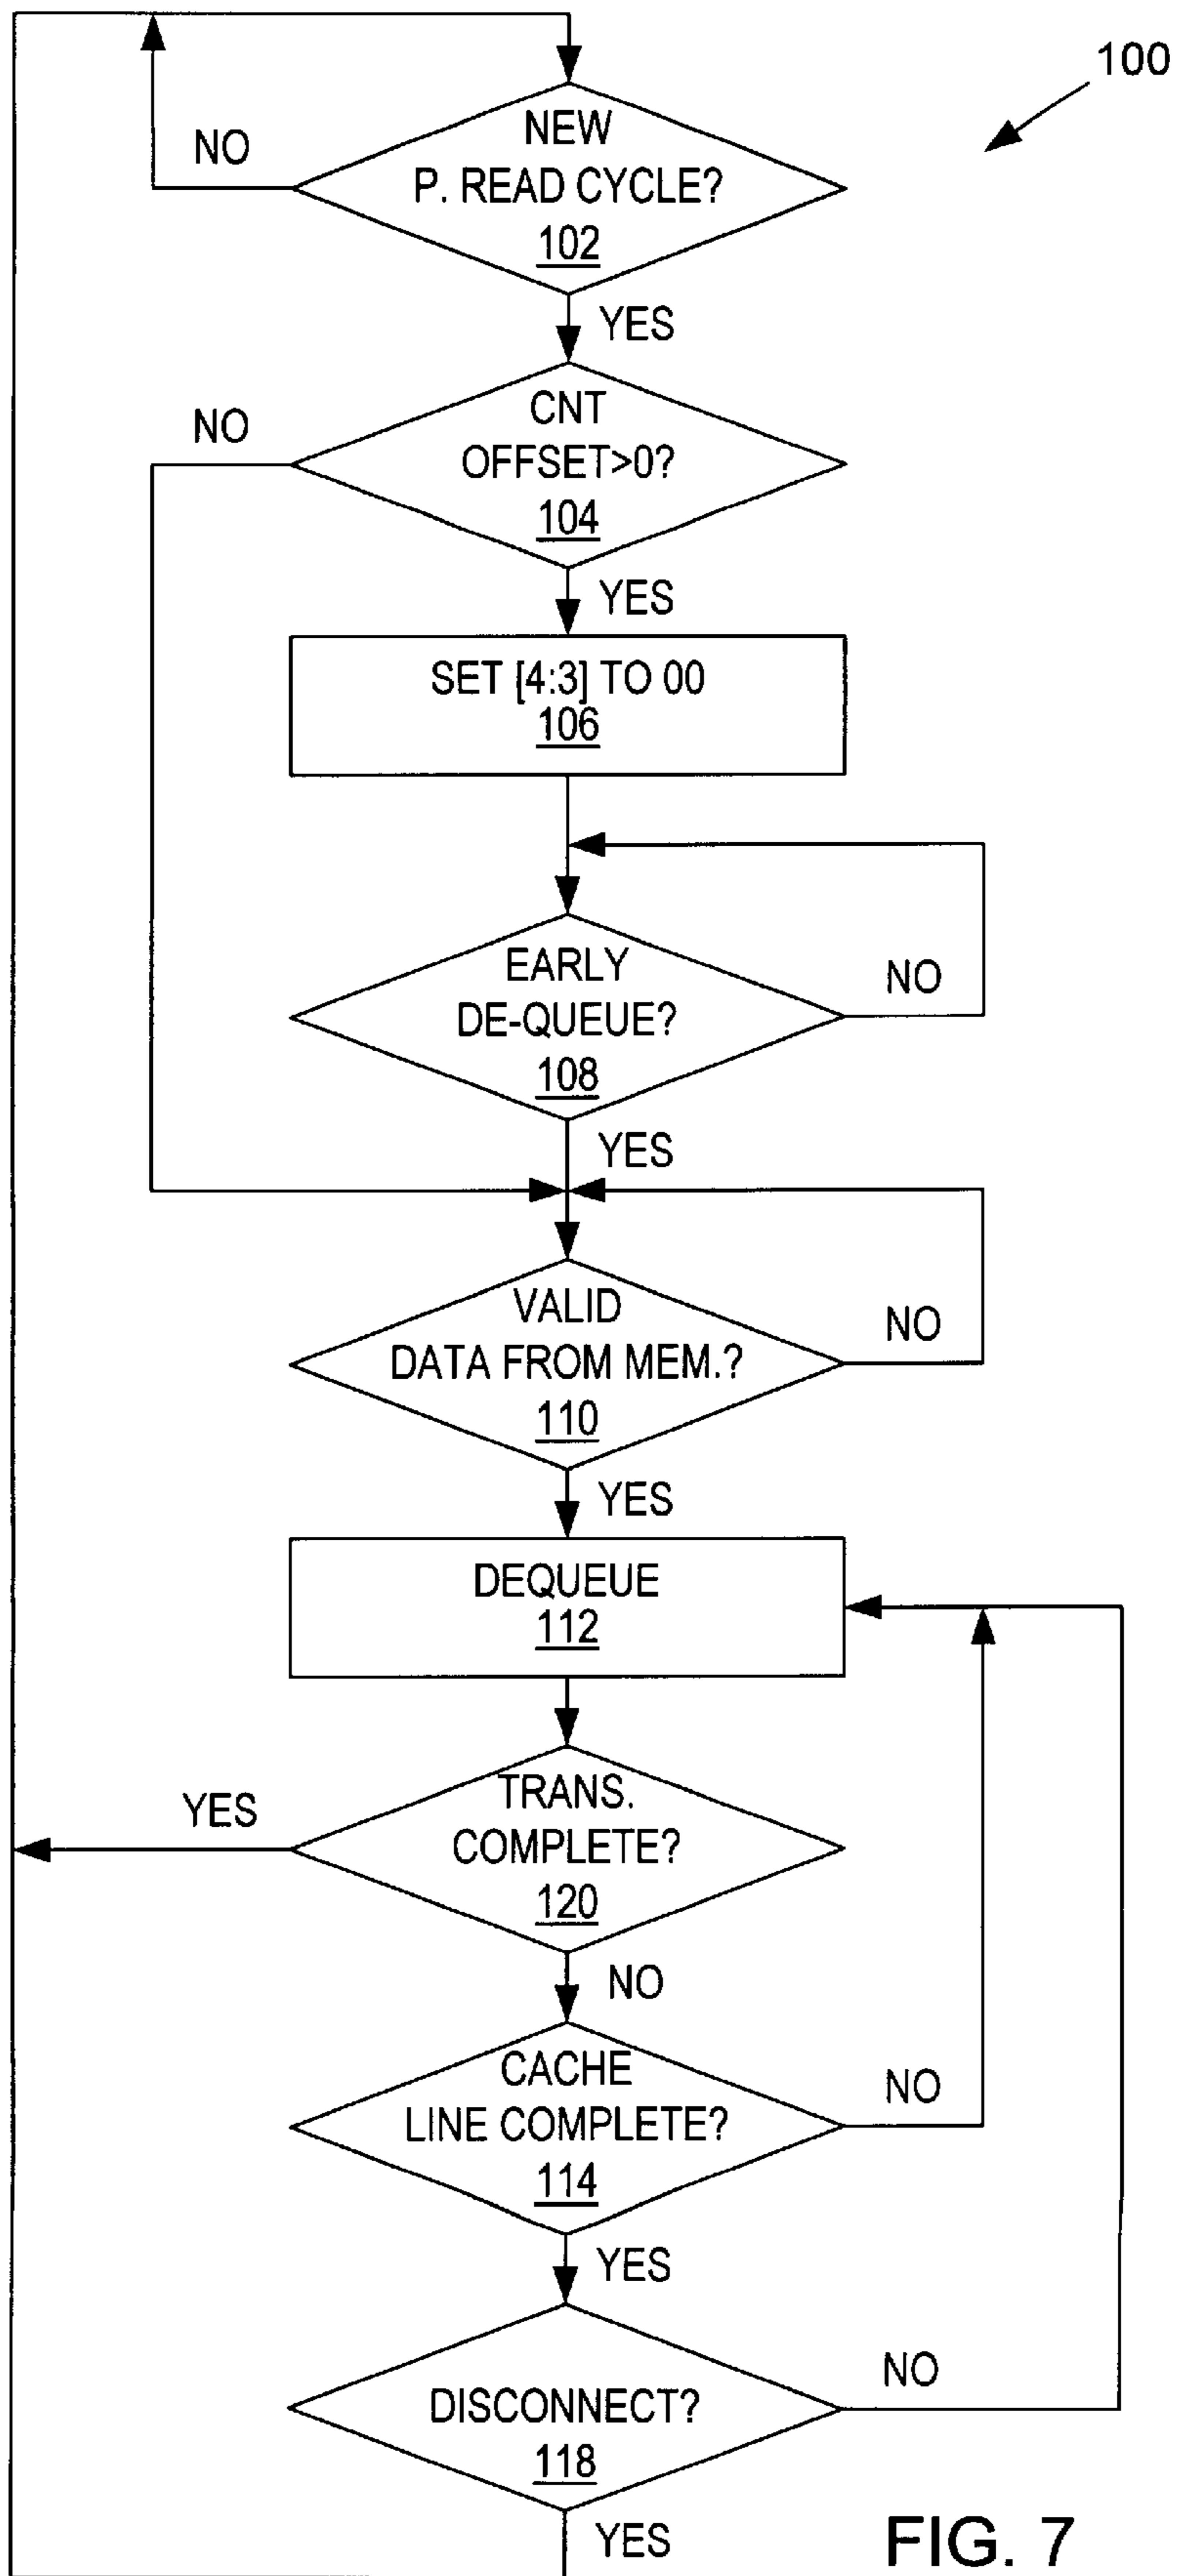 100
NEW
P. READ CYCLE?
102
NO
YES
CNT
OFFSET>0?
104
NO
YES
SET [4:3] TO 00
106
EARLY
DE-QUEUE?
108
NO
YES
VALID
DATA FROM MEM.?
110
NO
YES
DEQUEUE
112
TRANS.
COMPLETE?
120
YES
NO
CACHE
LINE COMPLETE?
114
NO
YES
DISCONNECT?
118
NO
YES
FIG. 7